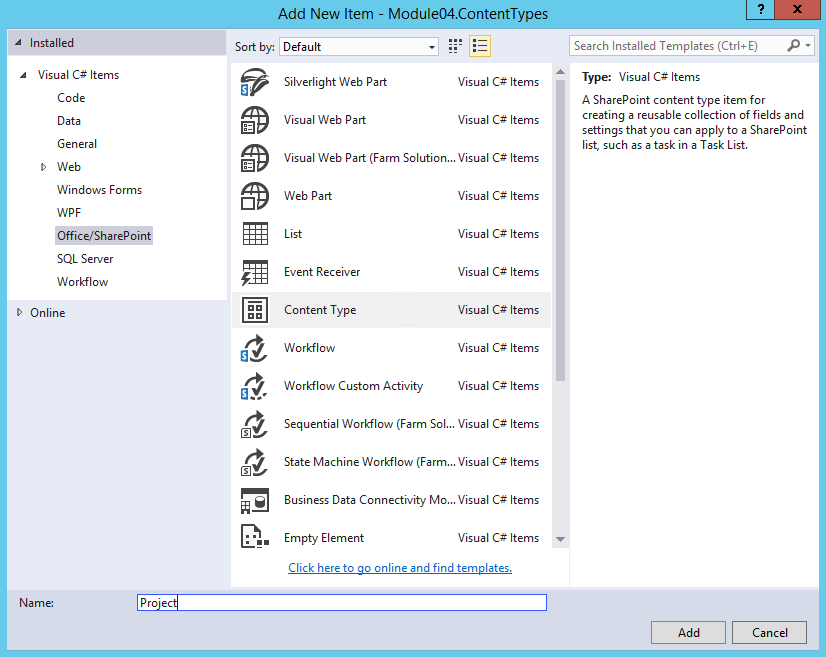 Add New Item - Module04.ContentTypes
?
x
Installed
Sort by: Default
Search Installed Templates (Ctrl+E)
Visual C# Items
Code
Data
General
Web
Windows Forms
WPF
Office/SharePoint
SQL Server
Workflow
Online
Silverlight Web Part Visual C# Items
Visual Web Part Visual C# Items
Visual Web Part (Farm Solution... Visual C# Items
Web Part Visual C# Items
List Visual C# Items
Event Receiver Visual C# Items
Content Type Visual C# Items
Workflow Visual C# Items
Workflow Custom Activity Visual C# Items
Sequential Workflow (Farm Sol... Visual C# Items
State Machine Workflow (Farm... Visual C# Items
Business Data Connectivity Mo... Visual C# Items
Empty Element Visual C# Items
Click here to go online and find templates.
Type: Visual C# Items
A SharePoint content type item for
creating a reusable collection of fields and
settings that you can apply to a SharePoint
list, such as a task in a Task List.
Name: Project
Add Cancel